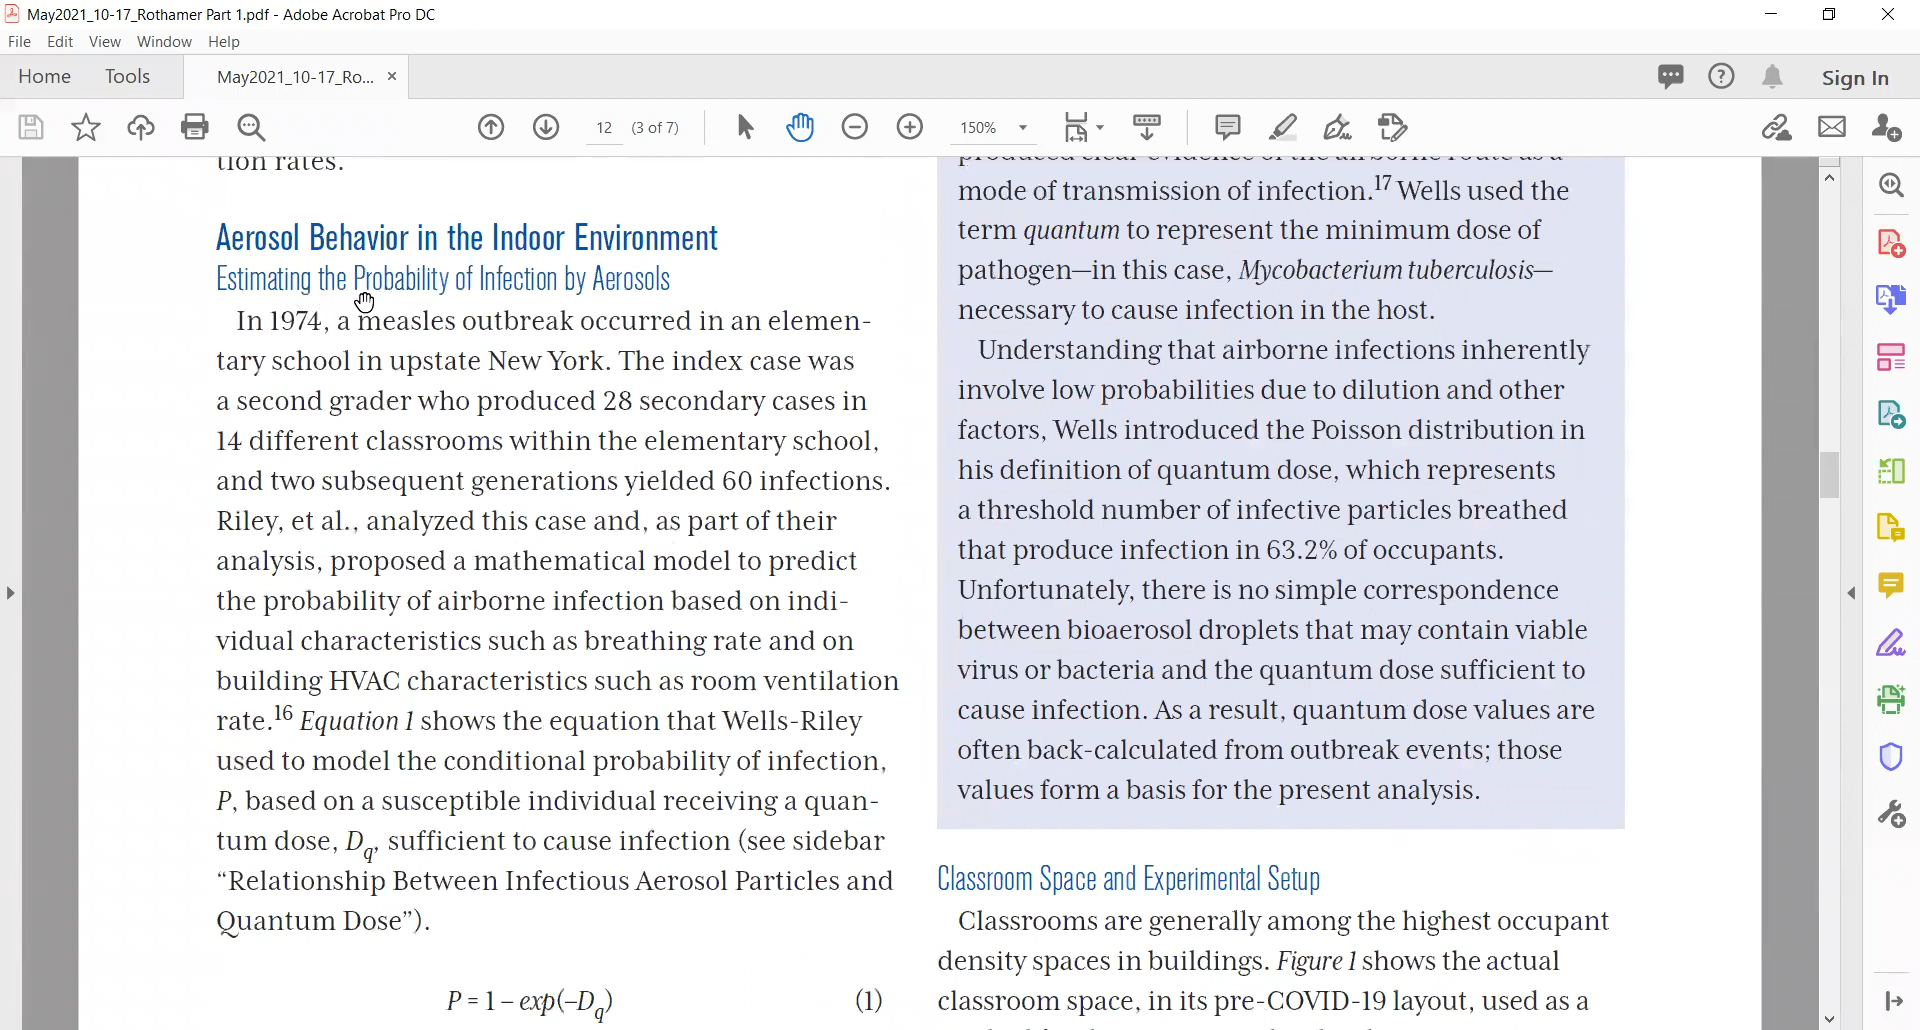 May2021_10-17_Rothamer Part 1.pdf - Adobe Acrobat Pro DC
File Edit View Window Help
Home Tools May2021_10-17_Ro... × Sign In
12 (3 of 7) 150%
tion rates.
Aerosol Behavior in the Indoor Environment
Estimating the Probability of Infection by Aerosols
In 1974, a measles outbreak occurred in an elemen-
tary school in upstate New York. The index case was
a second grader who produced 28 secondary cases in
14 different classrooms within the elementary school,
and two subsequent generations yielded 60 infections.
Riley, et al., analyzed this case and, as part of their
analysis, proposed a mathematical model to predict
the probability of airborne infection based on indi-
vidual characteristics such as breathing rate and on
building HVAC characteristics such as room ventilation
rate.16 Equation 1 shows the equation that Wells-Riley
used to model the conditional probability of infection,
P, based on a susceptible individual receiving a quan-
tum dose, Dq, sufficient to cause infection (see sidebar
“Relationship Between Infectious Aerosol Particles and
Quantum Dose”).
P = 1 – exp(–Dq) (1)
produced clear evidence of the airborne route as a
mode of transmission of infection.17 Wells used the
term quantum to represent the minimum dose of
pathogen—in this case, Mycobacterium tuberculosis—
necessary to cause infection in the host.
Understanding that airborne infections inherently
involve low probabilities due to dilution and other
factors, Wells introduced the Poisson distribution in
his definition of quantum dose, which represents
a threshold number of infective particles breathed
that produce infection in 63.2% of occupants.
Unfortunately, there is no simple correspondence
between bioaerosol droplets that may contain viable
virus or bacteria and the quantum dose sufficient to
cause infection. As a result, quantum dose values are
often back-calculated from outbreak events; those
values form a basis for the present analysis.
Classroom Space and Experimental Setup
Classrooms are generally among the highest occupant
density spaces in buildings. Figure 1 shows the actual
classroom space, in its pre-COVID-19 layout, used as a